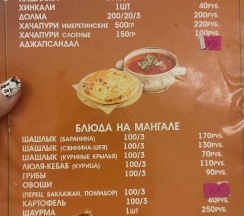 ХИНКАЛИ 1ШТ 40РУБ.
ДОЛМА 200/20/3 200РУБ.
ХАЧАПУРИ ИМЕРЕТИНСКИЕ 500ГР 220РУБ.
ХАЧАПУРИ СЛОЕНЫЕ 150ГР. 100РУБ.
АДЖАПСАНДАЛ
БЛЮДА НА МАНГАЛЕ
ШАШЛЫК (БАРАНИНА) 100/3 170РУБ.
ШАШЛЫК (СВИНИНА-ШЕЯ) 100/3 130РУБ.
ШАШЛЫК (КУРИНЫЕ КРЫЛЬЯ) 100/3 70РУБ.
ЛЮЛЯ-КЕБАБ (КУРИЦА) 100/3 110РУБ.
ГРИБЫ 100/3 90РУБ.
ОВОЩИ
(ПЕРЕЦ, БАКЛАЖАН, ПОМИДОР) 100/3
КАРТОФЕЛЬ 100/3
ШАУРМА 1ШТ 250РУБ.